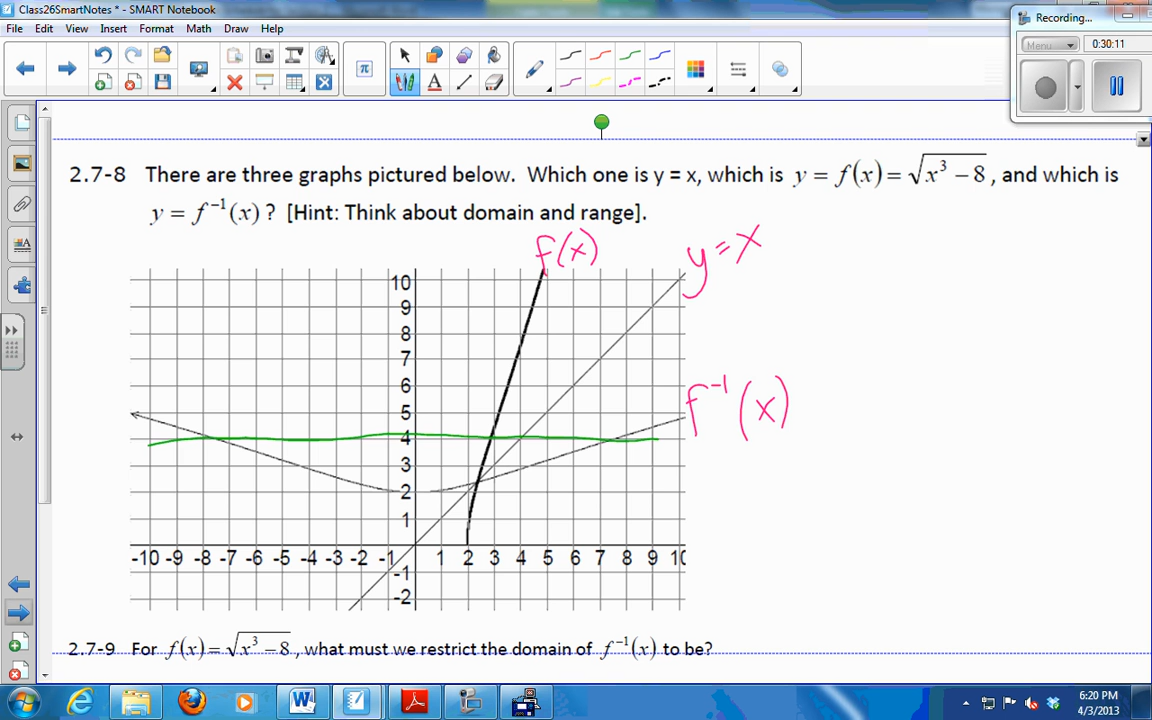 Class26SmartNotes * - SMART Notebook
File Edit View Insert Format Math Draw Help
Recording...
Menu
0:30:11
π
A
2.7-8 There are three graphs pictured below. Which one is y = x, which is y = f(x) = √(x³ − 8), and which is
y = f⁻¹(x) ? [Hint: Think about domain and range].
f(x)
y = x
f⁻¹(x)
10
9
8
7
6
5
4
3
2
1
-10 -9 -8 -7 -6 -5 -4 -3 -2 -1 1 2 3 4 5 6 7 8 9 10
-1
-2
2.7-9 For f(x) = √(x³ − 8), what must we restrict the domain of f⁻¹(x) to be?
6:20 PM
4/3/2013